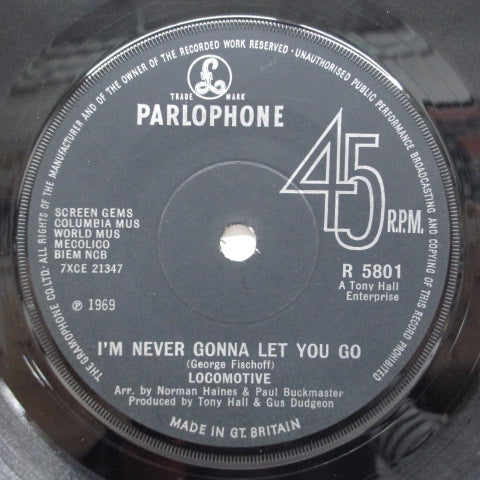 THE GRAMOPHONE CO.LTD. ALL RIGHTS OF THE MANUFACTURER AND OF THE OWNER OF THE RECORDED WORK RESERVED · UNAUTHORISED PUBLIC PERFORMANCE BROADCASTING AND COPYING OF THIS RECORD PROHIBITED
TRADE MARK
PARLOPHONE
45 R.P.M.
SCREEN GEMS
COLUMBIA MUS
WORLD MUS
MECOLICO
BIEM NCB
7XCE 21347
℗ 1969
R 5801
A Tony Hall
Enterprise
I'M NEVER GONNA LET YOU GO
(George Fischoff)
LOCOMOTIVE
Arr. by Norman Haines & Paul Buckmaster
Produced by Tony Hall & Gus Dudgeon
MADE IN GT. BRITAIN